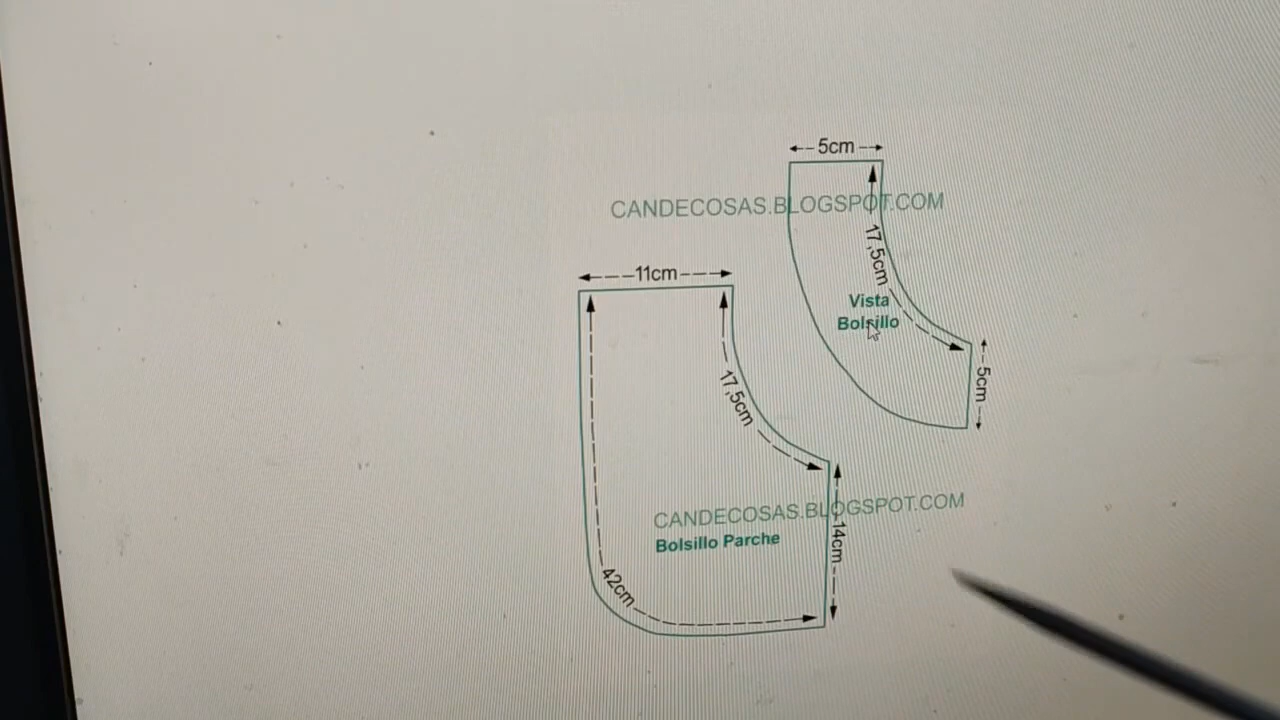 5cm
CANDECOSAS.BLOGSPOT.COM
17,5cm
Vista
Bolsillo
5cm
11cm
17,5cm
CANDECOSAS.BLOGSPOT.COM
Bolsillo Parche
14cm
42cm